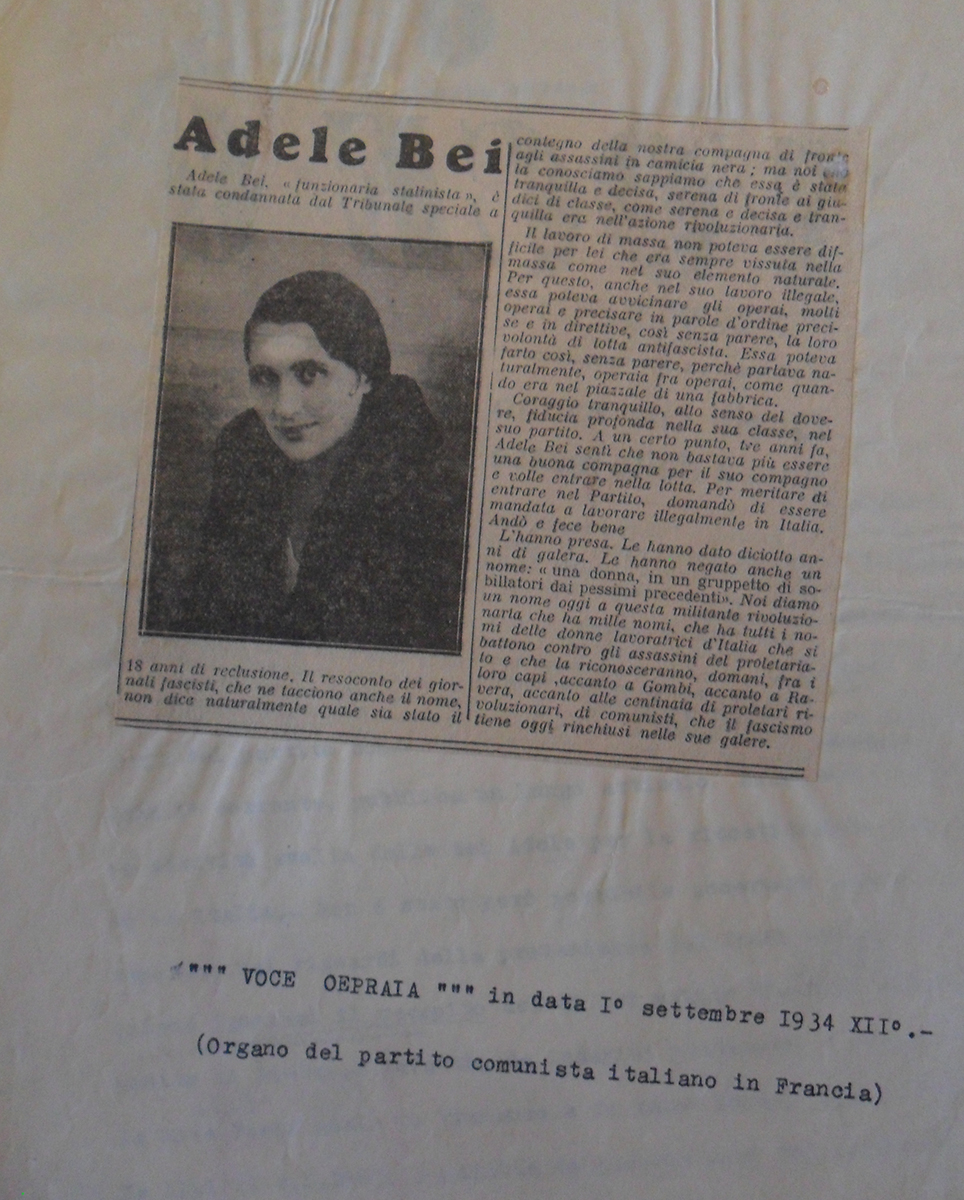 Adele Bei
Adele Bei, « funzionaria stalinista », è
stata condannata dal Tribunale speciale a
18 anni di reclusione. Il resoconto dei gior-
nali fascisti, che ne tacciono anche il nome,
non dice naturalmente quale sia stato il
contegno della nostra compagna di fronte
agli assassini in camicia nera ; ma noi
la conosciamo sappiamo che essa è stata
tranquilla e decisa, serena di fronte ai giu-
dici di classe, come serena e decisa e tran-
quilla era nell'azione rivoluzionaria.
Il lavoro di massa non poteva essere dif-
ficile per lei che era sempre vissuta nella
massa come nel suo elemento naturale.
Per questo, anche nel suo lavoro illegale,
essa poteva avvicinare gli operai, molti
operai e precisare in parole d'ordine preci-
se e in direttive, così senza parere, la loro
volontà di lotta antifascista. Essa poteva
farlo così, senza parere, perchè parlava na-
turalmente, operaia fra operai, come quan-
do era nel piazzale di una fabbrica.
Coraggio tranquillo, alto senso del dove-
re, fiducia profonda nella sua classe, nel
suo partito. A un certo punto, tre anni fa,
Adele Bei sentì che non bastava più essere
una buona compagna per il suo compagno
e volle entrare nella lotta. Per meritare di
entrare nel Partito, domandò di essere
mandata a lavorare illegalmente in Italia.
Andò e fece bene
L'hanno presa. Le hanno dato diciotto an-
ni di galera. Le hanno negato anche un
nome: « una donna, in un gruppetto di so-
billatori dai pessimi precedenti». Noi diamo
un nome oggi a questa militante rivoluzio-
naria che ha mille nomi, che ha tutti i no-
mi delle donne lavoratrici d'Italia che si
battono contro gli assassini del proletaria-
to e che la riconosceranno, domani, fra i
loro capi ,accanto a Gombi, accanto a Ra-
vera, accanto alle centinaia di proletari ri-
voluzionari, di comunisti, che il fascismo
tiene oggi rinchiusi nelle sue galere.
""" VOCE OEPRAIA """ in data I° settembre I934 XII°.-
(Organo del partito comunista italiano in Francia)